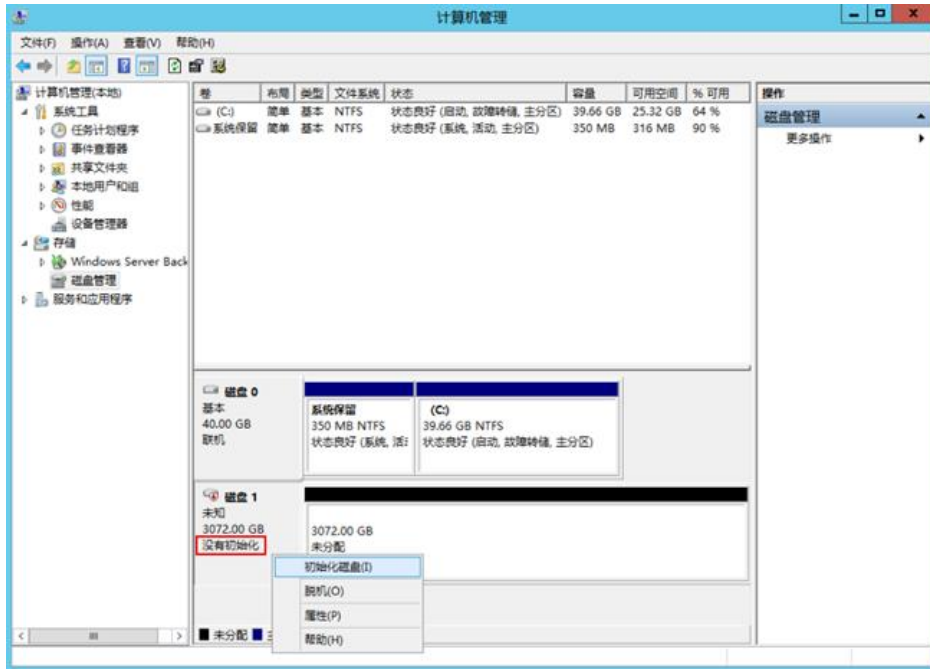 计算机管理
文件(F) 操作(A) 查看(V) 帮助(H)
计算机管理(本地)
系统工具
任务计划程序
事件查看器
共享文件夹
本地用户和组
性能
设备管理器
存储
Windows Server Back
磁盘管理
服务和应用程序
卷 布局 类型 文件系统 状态 容量 可用空间 % 可用
(C:) 简单 基本 NTFS 状态良好 (启动, 故障转储, 主分区) 39.66 GB 25.32 GB 64 %
系统保留 简单 基本 NTFS 状态良好 (系统, 活动, 主分区) 350 MB 316 MB 90 %
操作
磁盘管理
更多操作
磁盘 0
基本
40.00 GB
联机
系统保留
350 MB NTFS
状态良好 (系统, 活
(C:)
39.66 GB NTFS
状态良好 (启动, 故障转储, 主分区)
磁盘 1
未知
3072.00 GB
没有初始化
3072.00 GB
未分配
初始化磁盘(I)
脱机(O)
属性(P)
帮助(H)
未分配